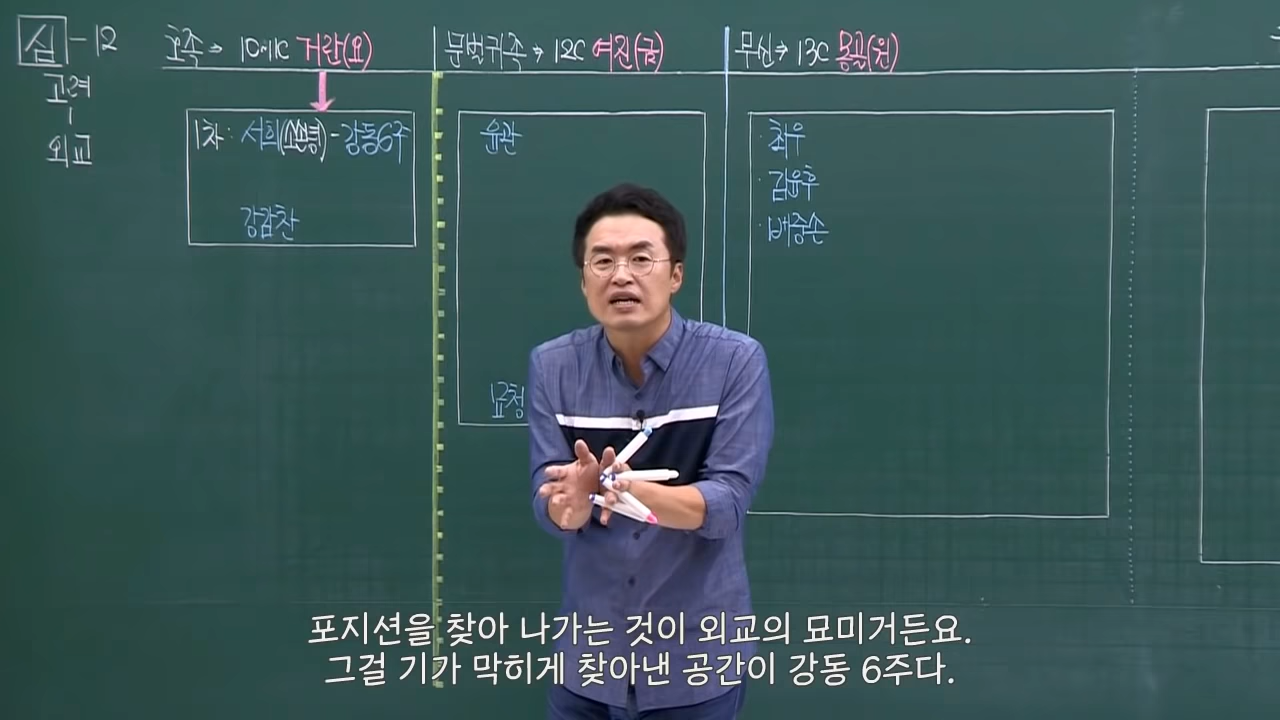 심-12
고려
외교
호족→ 10~11C 거란(요)
1차: 서희(소손녕)-강동6주
강감찬
문벌귀족→ 12C 여진(금)
윤관
묘청
무신→ 13C 몽골(원)
·최우
·김윤후
·배중손
포지션을 찾아 나가는 것이 외교의 묘미거든요.
그걸 기가 막히게 찾아낸 공간이 강동 6주다.